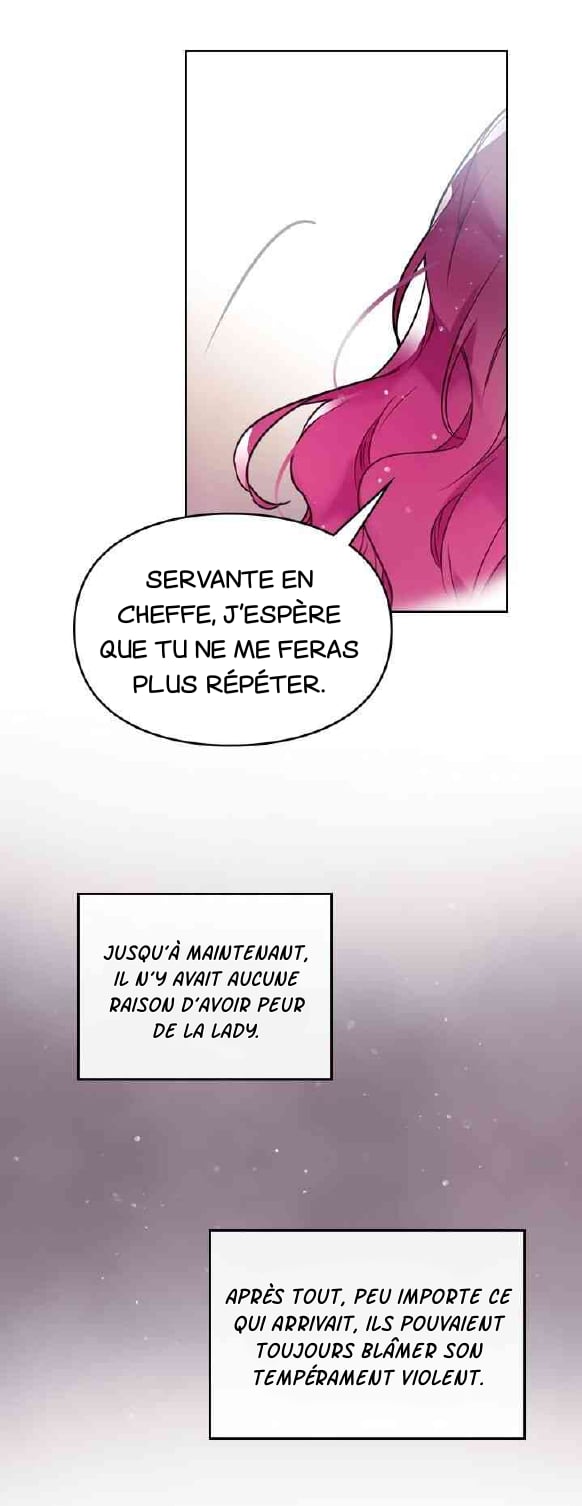 SERVANTE EN
CHEFFE, J'ESPÈRE
QUE TU NE ME FERAS
PLUS RÉPÉTER.
JUSQU'À MAINTENANT,
IL N'Y AVAIT AUCUNE
RAISON D'AVOIR PEUR
DE LA LADY.
APRÈS TOUT, PEU IMPORTE CE
QUI ARRIVAIT, ILS POUVAIENT
TOUJOURS BLÂMER SON
TEMPÉRAMENT VIOLENT.